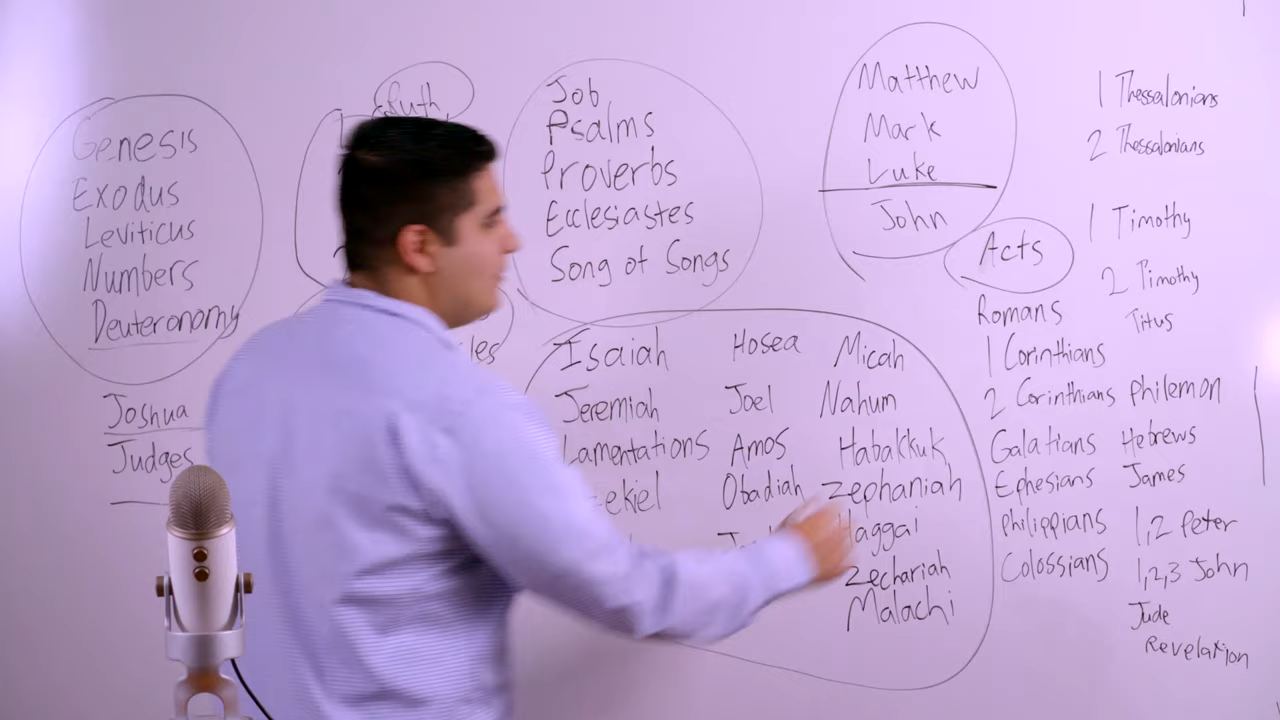 Genesis
Exodus
Leviticus
Numbers
Deuteronomy
Joshua
Judges
Ruth
Job
Psalms
Proverbs
Ecclesiastes
Song of Songs
Isaiah
Jeremiah
Lamentations
Hosea
Joel
Amos
Obadiah
Micah
Nahum
Habakkuk
Zephaniah
Haggai
Zechariah
Malachi
Matthew
Mark
Luke
John
Acts
Romans
1 Corinthians
2 Corinthians
Galatians
Ephesians
Philippians
Colossians
1 Thessalonians
2 Thessalonians
1 Timothy
2 Timothy
Titus
Philemon
Hebrews
James
1,2 Peter
1,2,3 John
Jude
Revelation